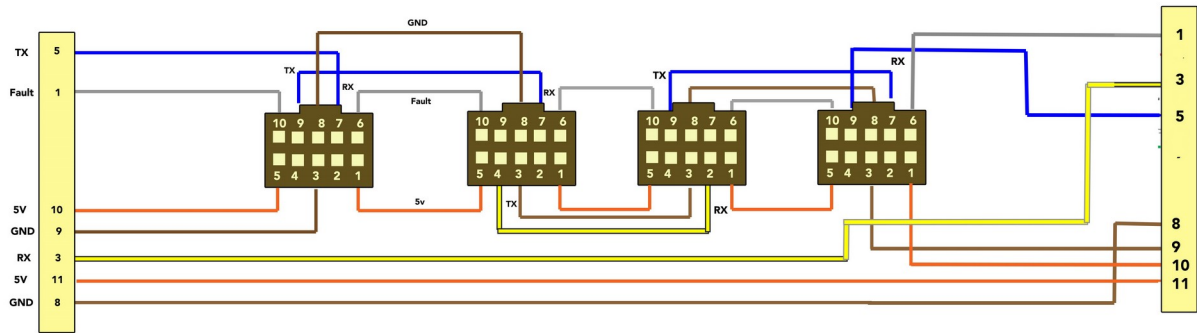 GND
TX 5
TX RX
Fault 1
Fault
RX
TX
RX
1
3
5
10 9 8 7 6
5 4 3 2 1
10 9 8 7 6
5 4 3 2 1
10 9 8 7 6
5 4 3 2 1
10 9 8 7 6
5 4 3 2 1
5V 10
5v
TX
RX
GND 9
RX 3
5V 11
GND 8
8
9
10
11